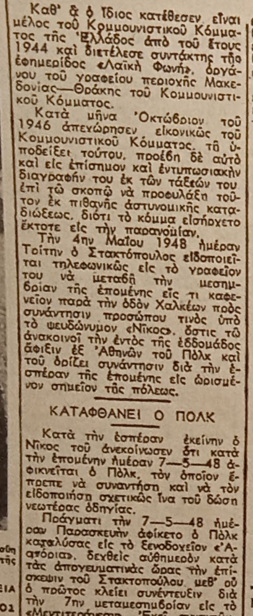 Καθ' ἃ ὁ ἴδιος κατέθεσεν εἶναι
μέλος τοῦ Κομμουνιστικοῦ Κόμμα-
τος τῆς Ἑλλάδος ἀπὸ τοῦ ἔτους
1944 καὶ διετέλεσε συντάκτης τῆς
ἐφημερίδος «Λαϊκὴ Φωνή», ὀργά-
νου τοῦ γραφείου περιοχῆς Μακε-
δονίας—Θράκης τοῦ Κομμουνιστι-
κοῦ Κόμματος.
Κατὰ μῆνα Ὀκτώβριον τοῦ
1946 ἀπεχώρησεν εἰκονικῶς τοῦ
Κομμουνιστικοῦ Κόμματος, τῇ ὑ-
ποδείξει τούτου, προέβη δὲ αὐτὸ
καὶ εἰς ἐπίσημον καὶ ἐντυπωσιακὴν
διαγραφήν του ἐκ τῶν τάξεών του
ἐπὶ τῷ σκοπῷ νὰ προφυλάξῃ τοῦ-
τον ἐκ πιθανῆς ἀστυνομικῆς κατα-
διώξεως, διότι τὸ κόμμα εἰσήρχετο
ἔκτοτε εἰς τὴν παρανομίαν.
Τὴν 4ην Μαΐου 1948 ἡμέραν
Τρίτην ὁ Στακτόπουλος εἰδοποιεῖ-
ται τηλεφωνικῶς εἰς τὸ γραφεῖον
του νὰ μεταβῇ τὴν μεσημ-
βρίαν τῆς ἑπομένης εἴς τι καφε-
νεῖον παρὰ τὴν ὁδὸν Χαλκέων πρὸς
συνάντησιν προσώπου τινὸς ὑπὸ
τὸ ψευδώνυμον «Νίκος», ὅστις τῷ
ἀνακοινοῖ τὴν ἐντὸς τῆς ἑβδομάδος
ἄφιξιν ἐξ Ἀθηνῶν τοῦ Πὸλκ καὶ
τοῦ ὁρίζει συνάντησιν διὰ τὴν ἑ-
σπέραν τῆς ἑπομένης εἰς ὡρισμέ-
νον σημεῖον τῆς πόλεως.
ΚΑΤΑΦΘΑΝΕΙ Ο ΠΟΛΚ
Κατὰ τὴν ἑσπέραν ἐκείνην ὁ
Νίκος τοῦ ἀνεκοίνωσεν ὅτι κατὰ
τὴν ἑπομένην ἡμέραν 7—5—48 ἀ-
φικνεῖται ὁ Πὸλκ, τὸν ὁποῖον ἔ-
πρεπε νὰ συναντήσῃ καὶ νὰ τὸν
εἰδοποιήσῃ σχετικῶς ἵνα τοῦ δώσῃ
νεωτέρας ὁδηγίας.
Πράγματι τὴν 7—5—48 ἡμέ-
ραν Παρασκευὴν ἀφίκετο ὁ Πὸλκ
καταλύσας εἰς τὸ ξενοδοχεῖον «Ἀ-
στόρια», δεχθεὶς αὐθημερὸν κατὰ
τὰς ἀπογευματινὰς ὥρας τὴν ἐπί-
σκεψιν τοῦ Στακτοπούλου, μεθ' οὗ
ὁ πρῶτος κλείει συνέντευξιν διὰ
τὴν 7ην μεταμεσημβρίαν εἰς τὸ